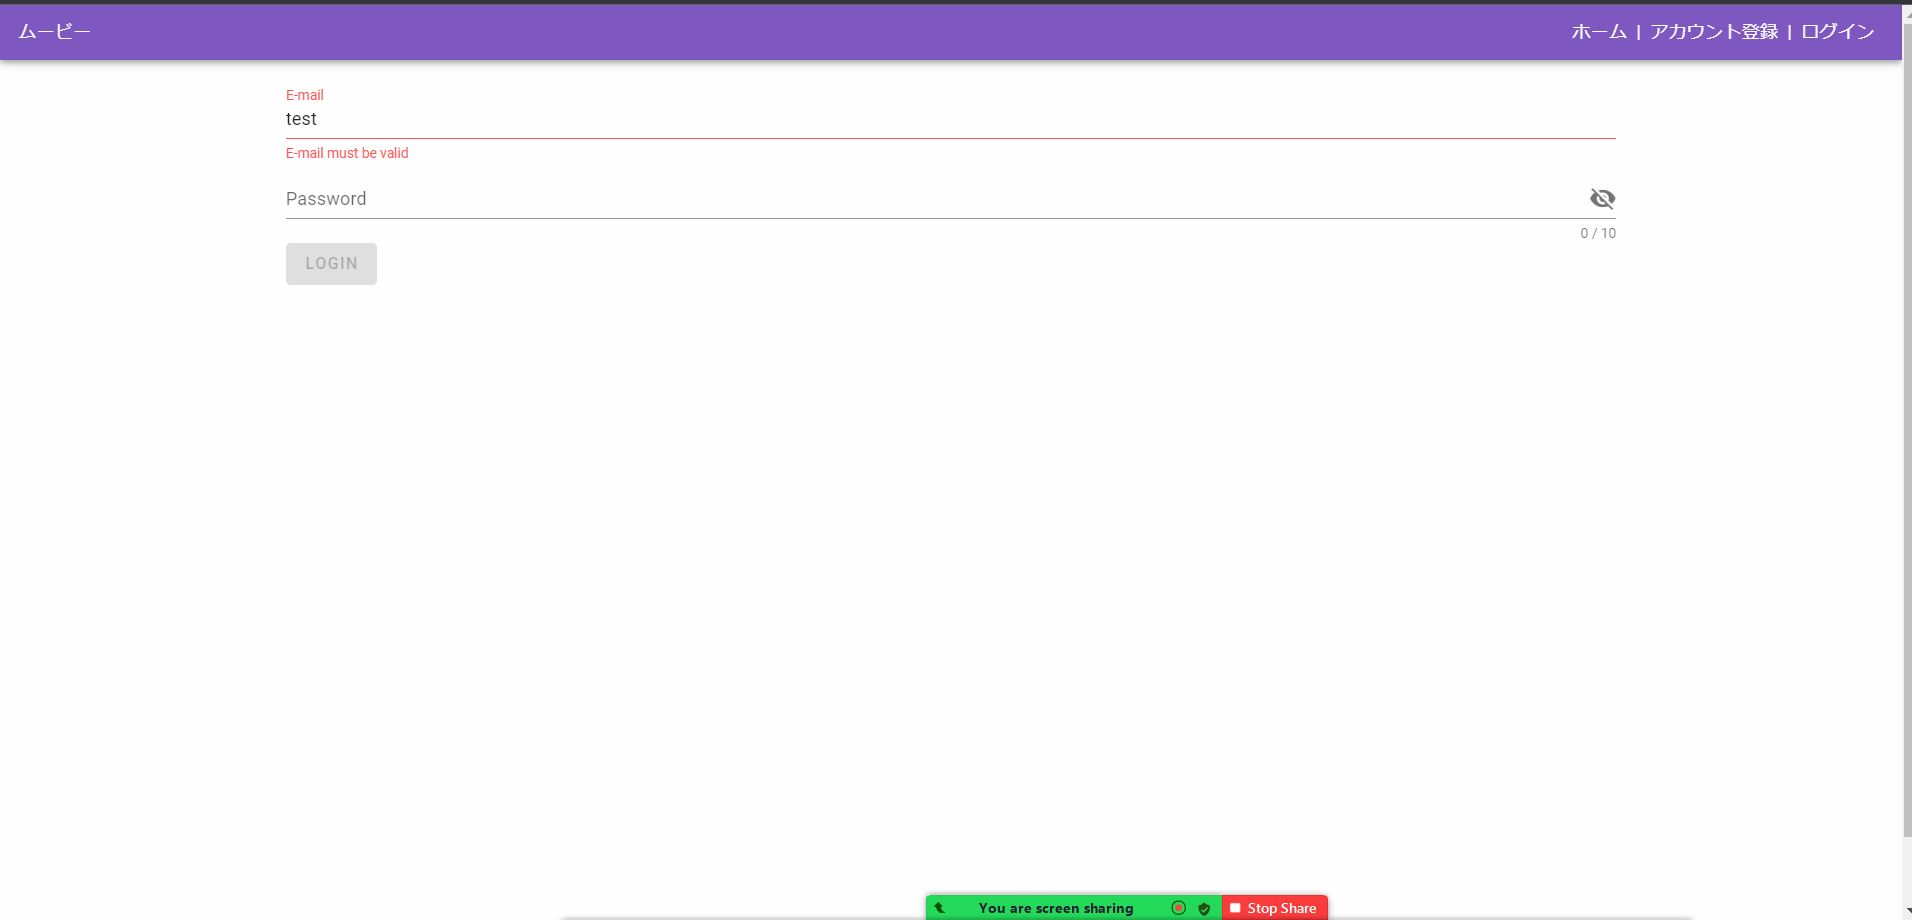 ムービー
ホーム | アカウント登録 | ログイン
E-mail
test
E-mail must be valid
Password
0 / 10
LOGIN
You are screen sharing
Stop Share